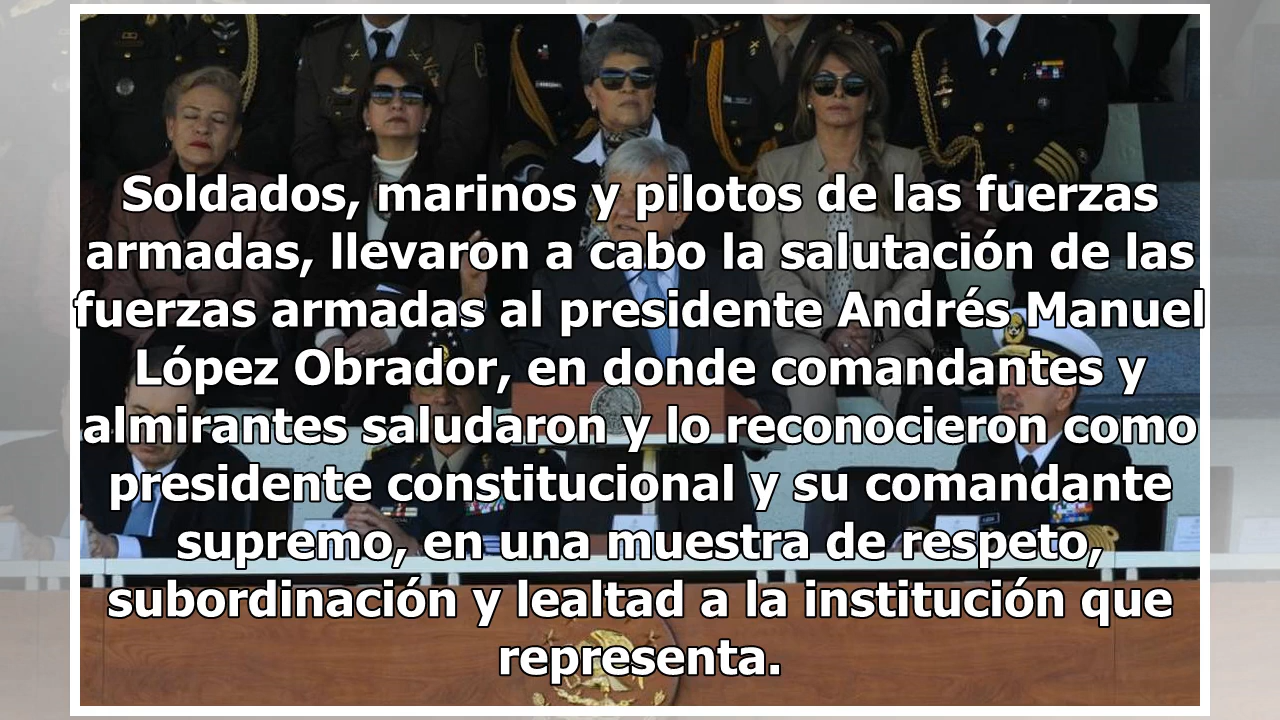 Soldados, marinos y pilotos de las fuerzas
armadas, llevaron a cabo la salutación de las
fuerzas armadas al presidente Andrés Manuel
López Obrador, en donde comandantes y
almirantes saludaron y lo reconocieron como
presidente constitucional y su comandante
supremo, en una muestra de respeto,
subordinación y lealtad a la institución que
representa.